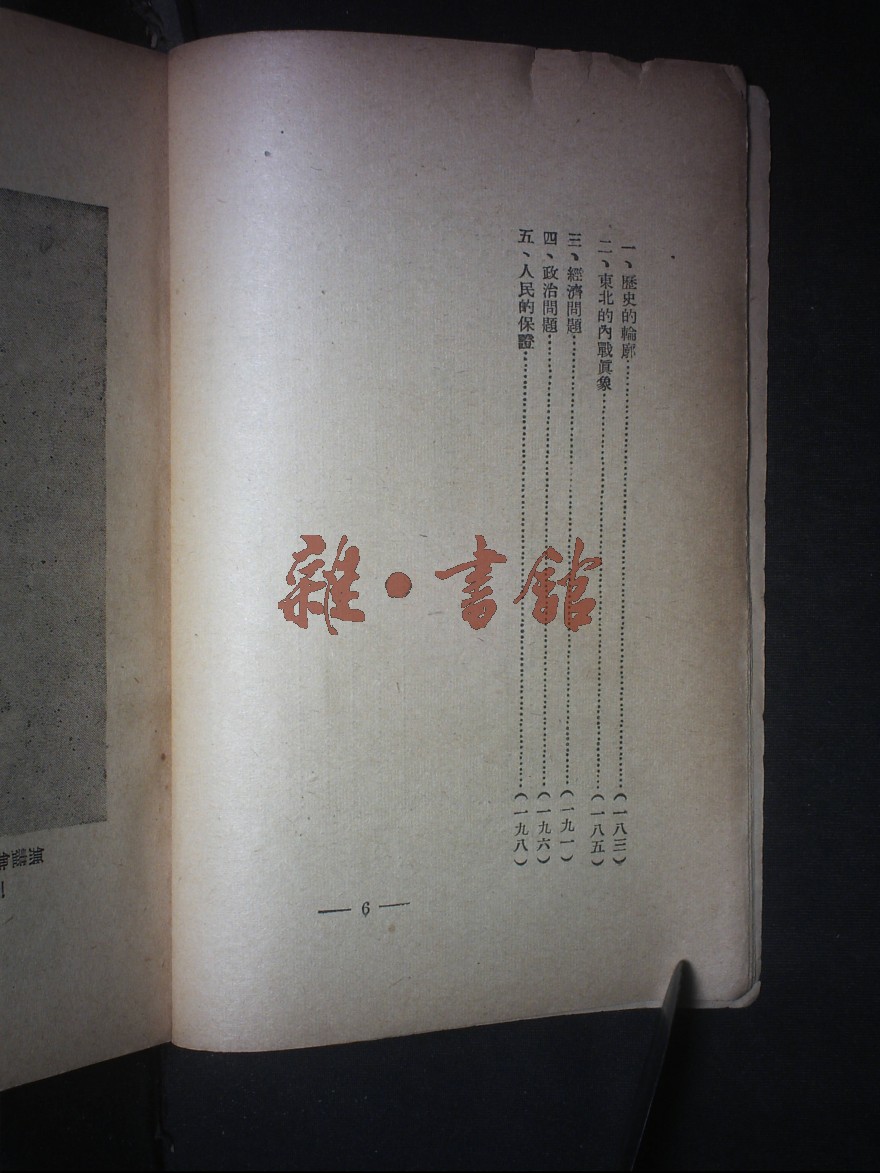 一、歷史的輪廓……………………(一八三)
二、東北的內戰眞象……………………(一八五)
三、經濟問題……………………(一九一)
四、政治問題……………………(一九六)
五、人民的保證……………………(一九八)
— 6 —
雜·書館